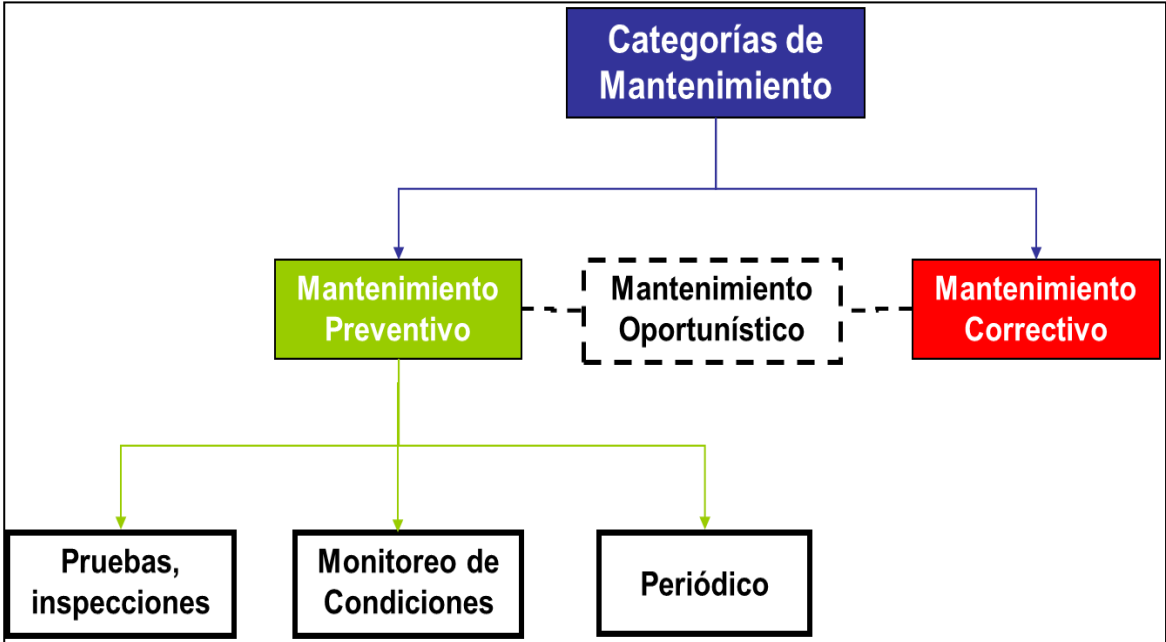 Categorías de
Mantenimiento
Mantenimiento
Preventivo
Mantenimiento
Oportunístico
Mantenimiento
Correctivo
Pruebas,
inspecciones
Monitoreo de
Condiciones
Periódico